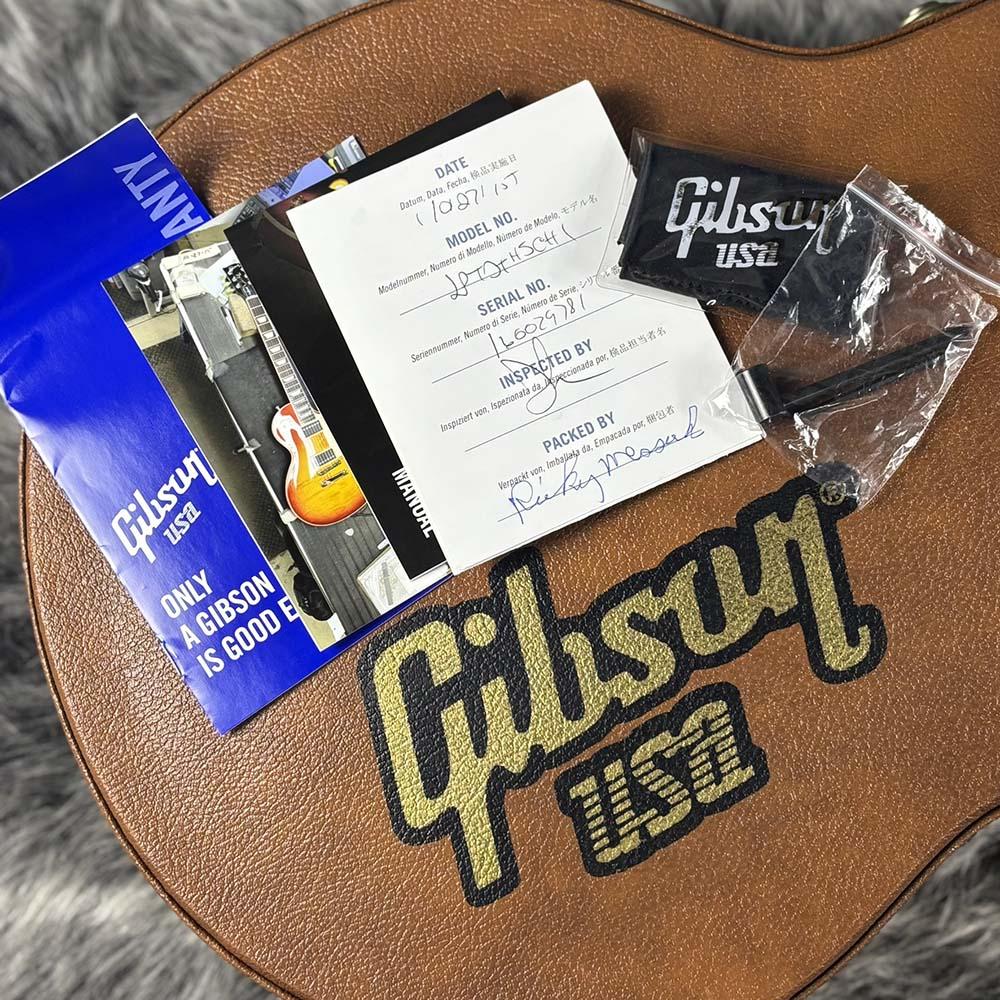 ANTY
Gibson
USA
ONLY
A GIBSON
IS GOOD E
MANUAL
DATE
Datum, Data, Fecha, 検品実施日
MODEL NO.
Modelnummer, Numero di Modello, Número de Modelo, モデル名
SERIAL NO.
Seriennummer, Numero di Serie, Número de Serie, シリアル番
160029781
INSPECTED BY
Inspiziert von, Ispezionata da, Inspeccionada por, 検品担当者名
PACKED BY
Verpackt von, Imballata da, Empacada por, 梱包者
Gibson
USA
Gibson®
USA